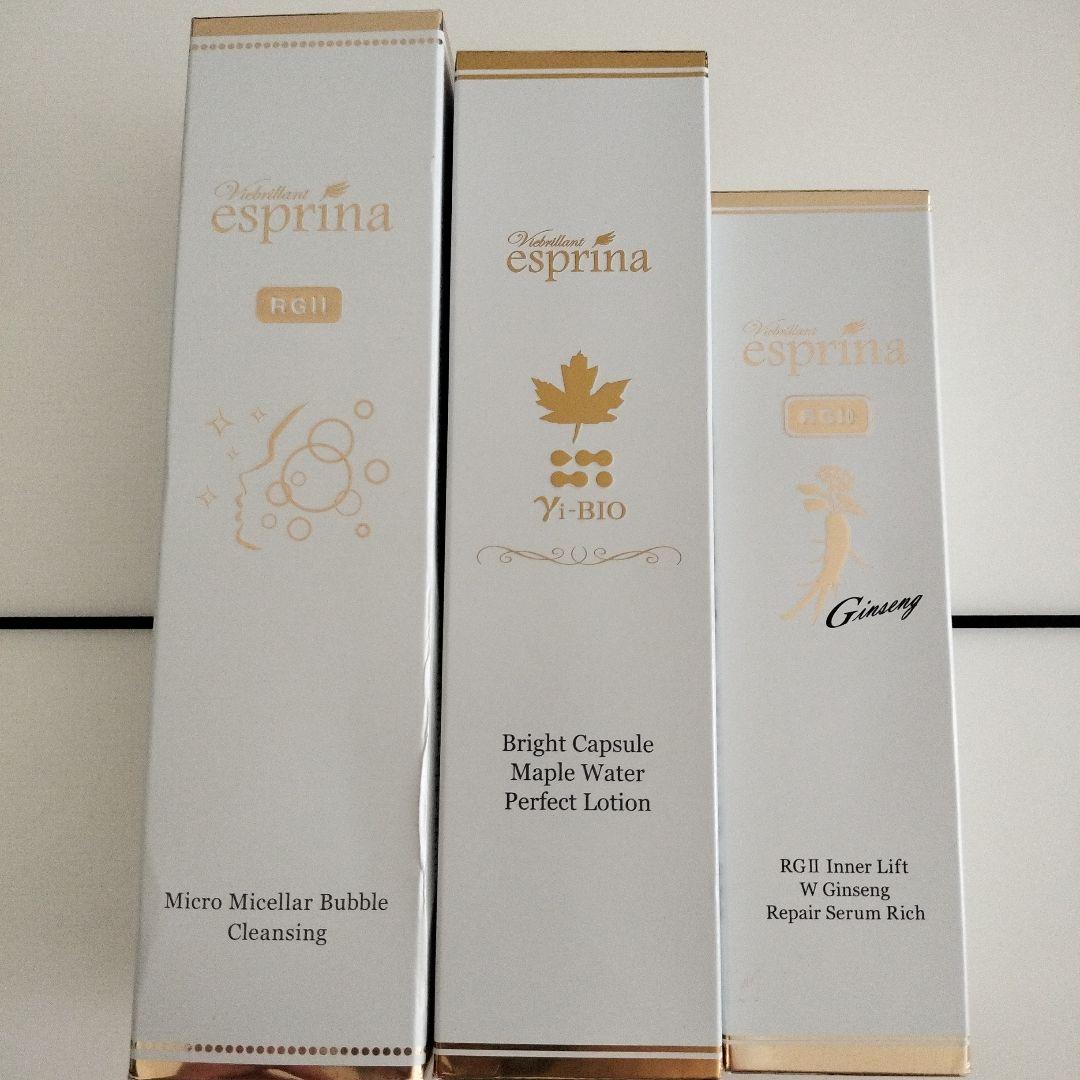 Viebrillant
esprina
RGII
Micro Micellar Bubble
Cleansing
Viebrillant
esprina
γi-BIO
Bright Capsule
Maple Water
Perfect Lotion
Viebrillant
esprina
RGII
Ginseng
RGⅡ Inner Lift
W Ginseng
Repair Serum Rich